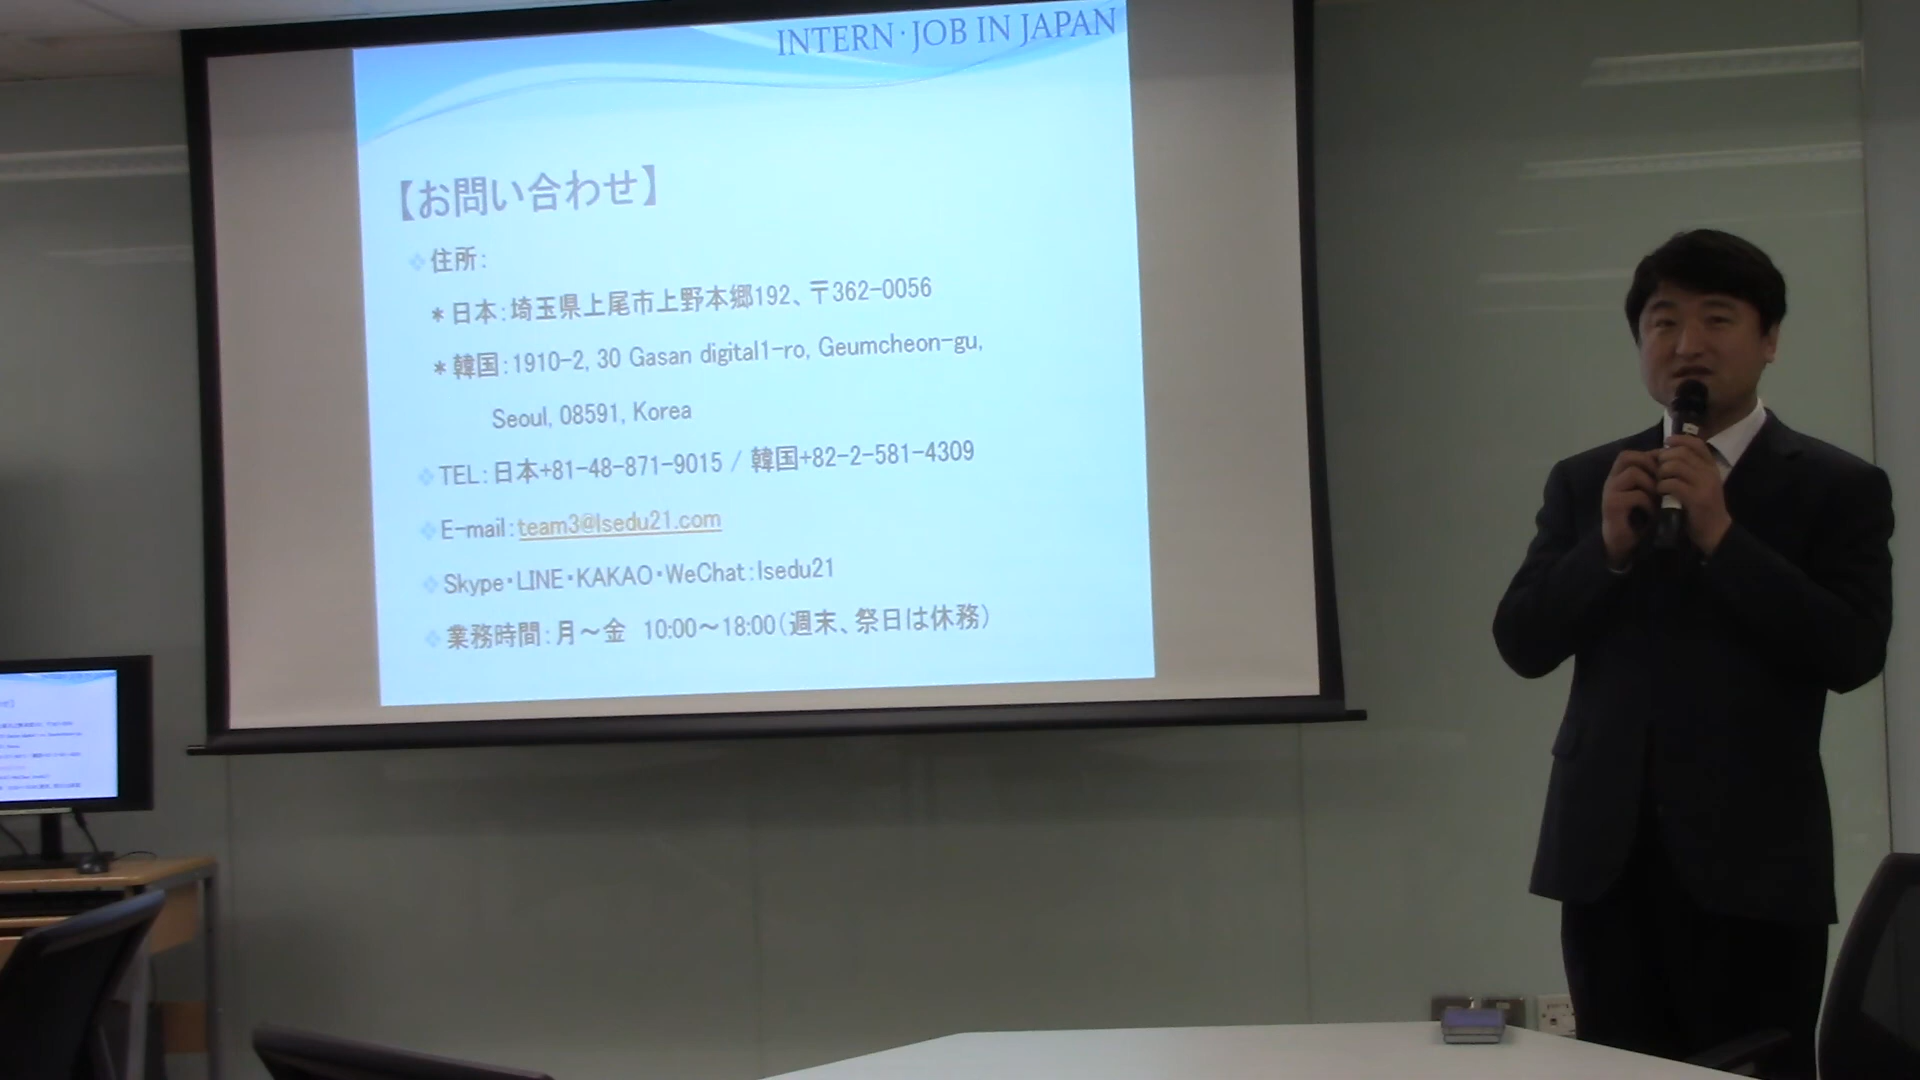 INTERN・JOB IN JAPAN
【お問い合わせ】
住所:
＊日本:埼玉県上尾市上野本郷192、〒362-0056
＊韓国:1910-2, 30 Gasan digital1-ro, Geumcheon-gu,
Seoul, 08591, Korea
TEL:日本+81-48-871-9015 / 韓国+82-2-581-4309
E-mail:team3@lsedu21.com
Skype・LINE・KAKAO・WeChat:lsedu21
業務時間:月～金　10:00～18:00(週末、祭日は休務)